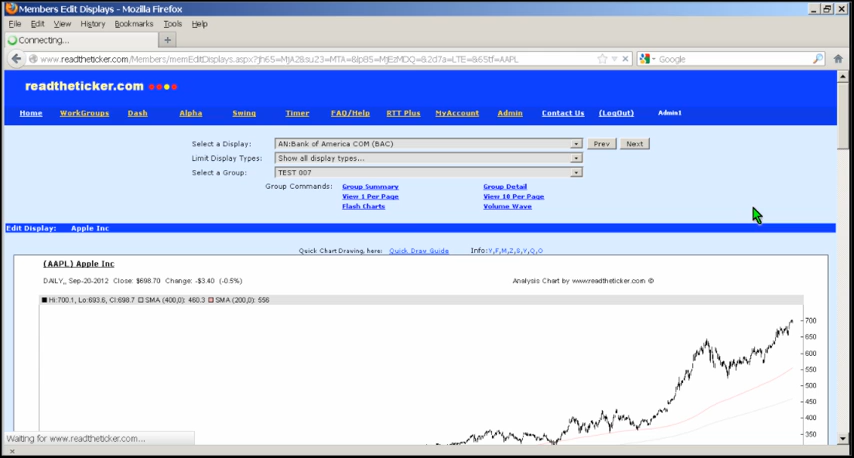 Members Edit Displays - Mozilla Firefox
File Edit View History Bookmarks Tools Help
Connecting...
www.readtheticker.com/Members/memEditDisplays.aspx?jh65=MjA2&su23=MTA=&lpB5=MjEzMDQ=&2d7a=LTE=&6Stf=AAPL Google
readtheticker.com
Home WorkGroups Dash Alpha Swing Timer FAQ/Help RTT Plus MyAccount Admin Contact Us (LogOut) Admin1
Select a Display: AN:Bank of America COM (BAC) Prev Next
Limit Display Types: Show all display types...
Select a Group: TEST 007
Group Commands: Group Summary Group Detail
View 1 Per Page View 10 Per Page
Flash Charts Volume Wave
Edit Display: Apple Inc
Quick Chart Drawing, here: Quick Draw Guide Info:Y,F,M,Z,S,Y,Q,O
(AAPL) Apple Inc
DAILY,, Sep-20-2012 Close: $698.70 Change: -$3.40 (-0.5%) Analysis Chart by www.readtheticker.com ©
Hi:700.1, Lo:693.6, Cl:698.7 SMA (400,0): 460.3 SMA (200,0): 556
700
650
600
550
500
450
400
350
Waiting for www.readtheticker.com...